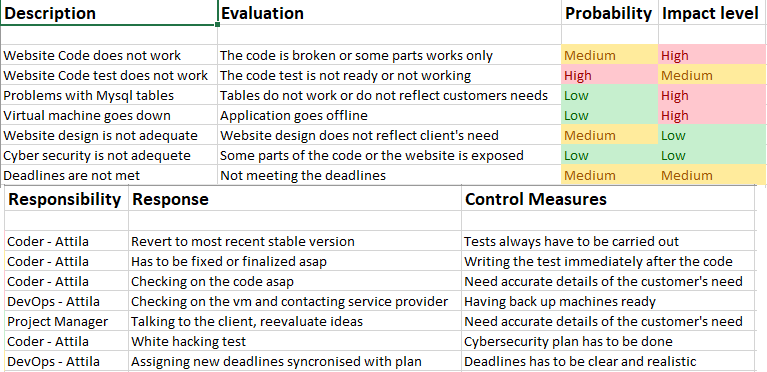 Description Evaluation Probability Impact level
Website Code does not work The code is broken or some parts works only Medium High
Website Code test does not work The code test is not ready or not working High Medium
Problems with Mysql tables Tables do not work or do not reflect customers needs Low High
Virtual machine goes down Application goes offline Low High
Website design is not adequate Website design does not reflect client's need Medium Low
Cyber security is not adequete Some parts of the code or the website is exposed Low Low
Deadlines are not met Not meeting the deadlines Medium Medium
Responsibility Response Control Measures
Coder - Attila Revert to most recent stable version Tests always have to be carried out
Coder - Attila Has to be fixed or finalized asap Writing the test immediately after the code
Coder - Attila Checking on the code asap Need accurate details of the customer's need
DevOps - Attila Checking on the vm and contacting service provider Having back up machines ready
Project Manager Talking to the client, reevaluate ideas Need accurate details of the customer's need
Coder - Attila White hacking test Cybersecurity plan has to be done
DevOps - Attila Assigning new deadlines syncronised with plan Deadlines has to be clear and realistic